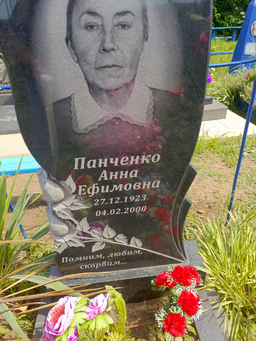 Панченко
Анна
Ефимовна
27.12.1923
04.02.2000
Помним, любим,
скорбим...